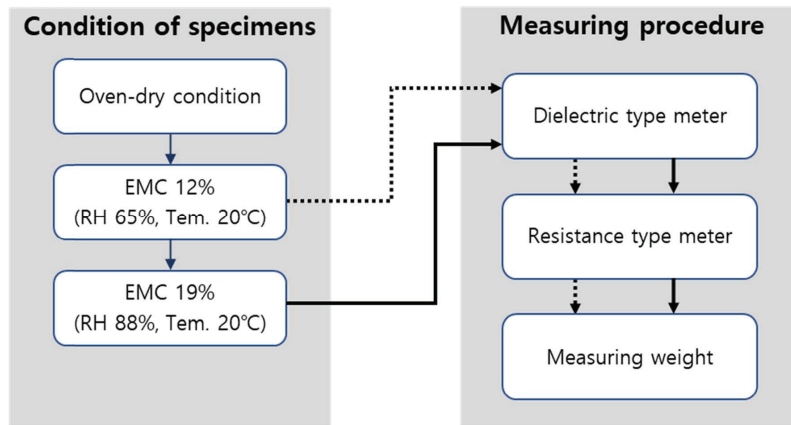 Condition of specimens
Oven-dry condition
EMC 12%
(RH 65%, Tem. 20℃)
EMC 19%
(RH 88%, Tem. 20℃)
Measuring procedure
Dielectric type meter
Resistance type meter
Measuring weight